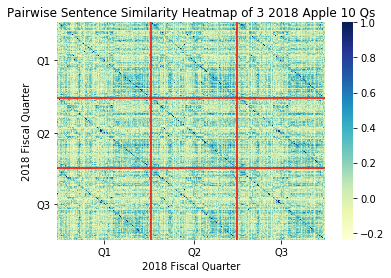 Pairwise Sentence Similarity Heatmap of 3 2018 Apple 10 Qs
2018 Fiscal Quarter
Q1
Q2
Q3
Q1
Q2
Q3
2018 Fiscal Quarter
1.0
0.8
0.6
0.4
0.2
0.0
−0.2